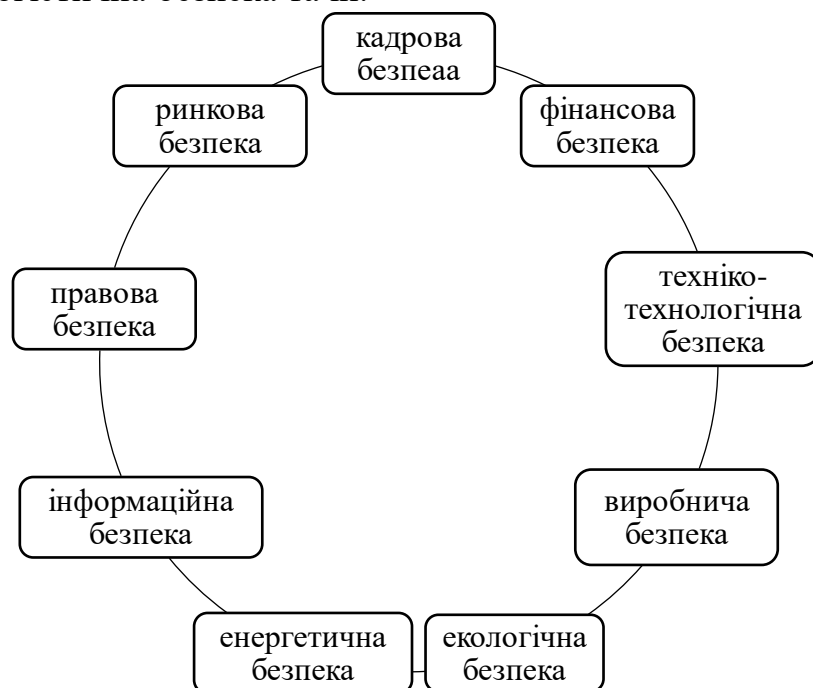 кадрова
безпеаа
фінансова
безпека
техніко-
технологічна
безпека
виробнича
безпека
екологічна
безпека
енергетична
безпека
інформаційна
безпека
правова
безпека
ринкова
безпека